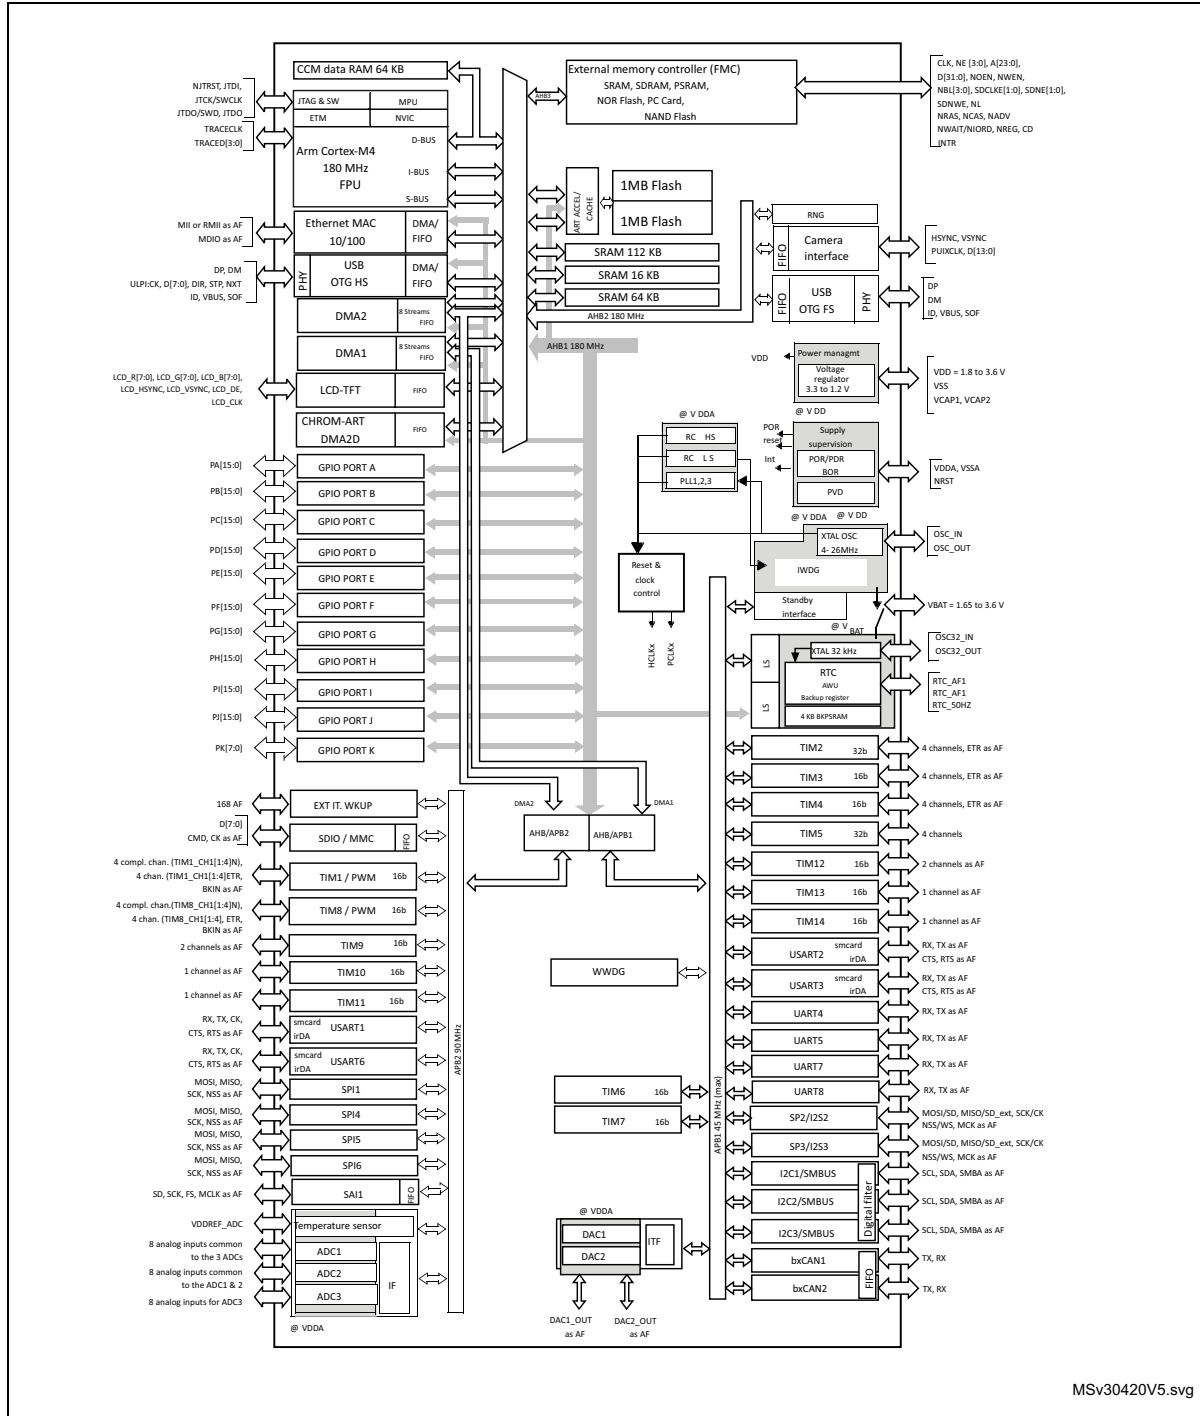 CCM data RAM 64 KB
External memory controller (FMC)
SRAM, SDRAM, PSRAM,
NOR Flash, PC Card,
NAND Flash
AHB3
CLK, NE [3:0], A[23:0],
D[31:0], NOEN, NWEN,
NBL[3:0], SDCLKE[1:0], SDNE[1:0],
SDNWE, NL
NRAS, NCAS, NADV
NWAIT/NIORD, NREG, CD
INTR
NJTRST, JTDI,
JTCK/SWCLK
JTDO/SWD, JTDO
TRACECLK
TRACED[3:0]
JTAG & SW
MPU
ETM
NVIC
Arm Cortex-M4
180 MHz
FPU
D-BUS
I-BUS
S-BUS
ART ACCEL/
CACHE
1MB Flash
1MB Flash
SRAM 112 KB
SRAM 16 KB
SRAM 64 KB
AHB2 180 MHz
AHB1 180 MHz
MII or RMII as AF
MDIO as AF
Ethernet MAC
10/100
DMA/
FIFO
DP, DM
ULPI:CK, D[7:0], DIR, STP, NXT
ID, VBUS, SOF
PHY
USB
OTG HS
DMA/
FIFO
DMA2
8 Streams
FIFO
DMA1
8 Streams
FIFO
LCD_R[7:0], LCD_G[7:0], LCD_B[7:0],
LCD_HSYNC, LCD_VSYNC, LCD_DE,
LCD_CLK
LCD-TFT
FIFO
CHROM-ART
DMA2D
FIFO
RNG
FIFO
Camera
interface
HSYNC, VSYNC
PUIXCLK, D[13:0]
FIFO
USB
OTG FS
PHY
DP
DM
ID, VBUS, SOF
VDD
Power managmt
Voltage
regulator
3.3 to 1.2 V
VDD = 1.8 to 3.6 V
VSS
VCAP1, VCAP2
@ V DD
@ V DDA
RC HS
RC L S
PLL1,2,3
POR
reset
Int
Supply
supervision
POR/PDR
BOR
PVD
VDDA, VSSA
NRST
@ V DDA
@ V DD
XTAL OSC
4- 26MHz
OSC_IN
OSC_OUT
IWDG
Standby
interface
VBAT = 1.65 to 3.6 V
@ V BAT
Reset &
clock
control
HCLKx
PCLKx
LS
LS
XTAL 32 kHz
RTC
AWU
Backup register
4 KB BKPSRAM
OSC32_IN
OSC32_OUT
RTC_AF1
RTC_AF1
RTC_50HZ
PA[15:0]
GPIO PORT A
PB[15:0]
GPIO PORT B
PC[15:0]
GPIO PORT C
PD[15:0]
GPIO PORT D
PE[15:0]
GPIO PORT E
PF[15:0]
GPIO PORT F
PG[15:0]
GPIO PORT G
PH[15:0]
GPIO PORT H
PI[15:0]
GPIO PORT I
PJ[15:0]
GPIO PORT J
PK[7:0]
GPIO PORT K
DMA2
DMA1
AHB/APB2
AHB/APB1
168 AF
EXT IT. WKUP
D[7:0]
CMD, CK as AF
SDIO / MMC
FIFO
4 compl. chan. (TIM1_CH1[1:4]N),
4 chan. (TIM1_CH1[1:4]ETR,
BKIN as AF
TIM1 / PWM
16b
4 compl. chan.(TIM8_CH1[1:4]N),
4 chan. (TIM8_CH1[1:4], ETR,
BKIN as AF
TIM8 / PWM
16b
2 channels as AF
TIM9
16b
1 channel as AF
TIM10
16b
1 channel as AF
TIM11
16b
RX, TX, CK,
CTS, RTS as AF
smcard
irDA
USART1
RX, TX, CK,
CTS, RTS as AF
smcard
irDA
USART6
MOSI, MISO,
SCK, NSS as AF
SPI1
MOSI, MISO,
SCK, NSS as AF
SPI4
MOSI, MISO,
SCK, NSS as AF
SPI5
MOSI, MISO,
SCK, NSS as AF
SPI6
SD, SCK, FS, MCLK as AF
SAI1
FIFO
VDDREF_ADC
Temperature sensor
8 analog inputs common
to the 3 ADCs
ADC1
8 analog inputs common
to the ADC1 & 2
ADC2
8 analog inputs for ADC3
ADC3
IF
@ VDDA
APB2 90 MHz
WWDG
TIM6
16b
TIM7
16b
@ VDDA
DAC1
DAC2
ITF
DAC1_OUT
as AF
DAC2_OUT
as AF
APB1 45 MHz (max)
TIM2
32b
4 channels, ETR as AF
TIM3
16b
4 channels, ETR as AF
TIM4
16b
4 channels, ETR as AF
TIM5
32b
4 channels
TIM12
16b
2 channels as AF
TIM13
16b
1 channel as AF
TIM14
16b
1 channel as AF
USART2
smcard
irDA
RX, TX as AF
CTS, RTS as AF
USART3
smcard
irDA
RX, TX as AF
CTS, RTS as AF
UART4
RX, TX as AF
UART5
RX, TX as AF
UART7
RX, TX as AF
UART8
RX, TX as AF
SP2/I2S2
MOSI/SD, MISO/SD_ext, SCK/CK
NSS/WS, MCK as AF
SP3/I2S3
MOSI/SD, MISO/SD_ext, SCK/CK
NSS/WS, MCK as AF
I2C1/SMBUS
SCL, SDA, SMBA as AF
I2C2/SMBUS
SCL, SDA, SMBA as AF
I2C3/SMBUS
SCL, SDA, SMBA as AF
Digital filter
bxCAN1
TX, RX
bxCAN2
TX, RX
FIFO
MSv30420V5.svg